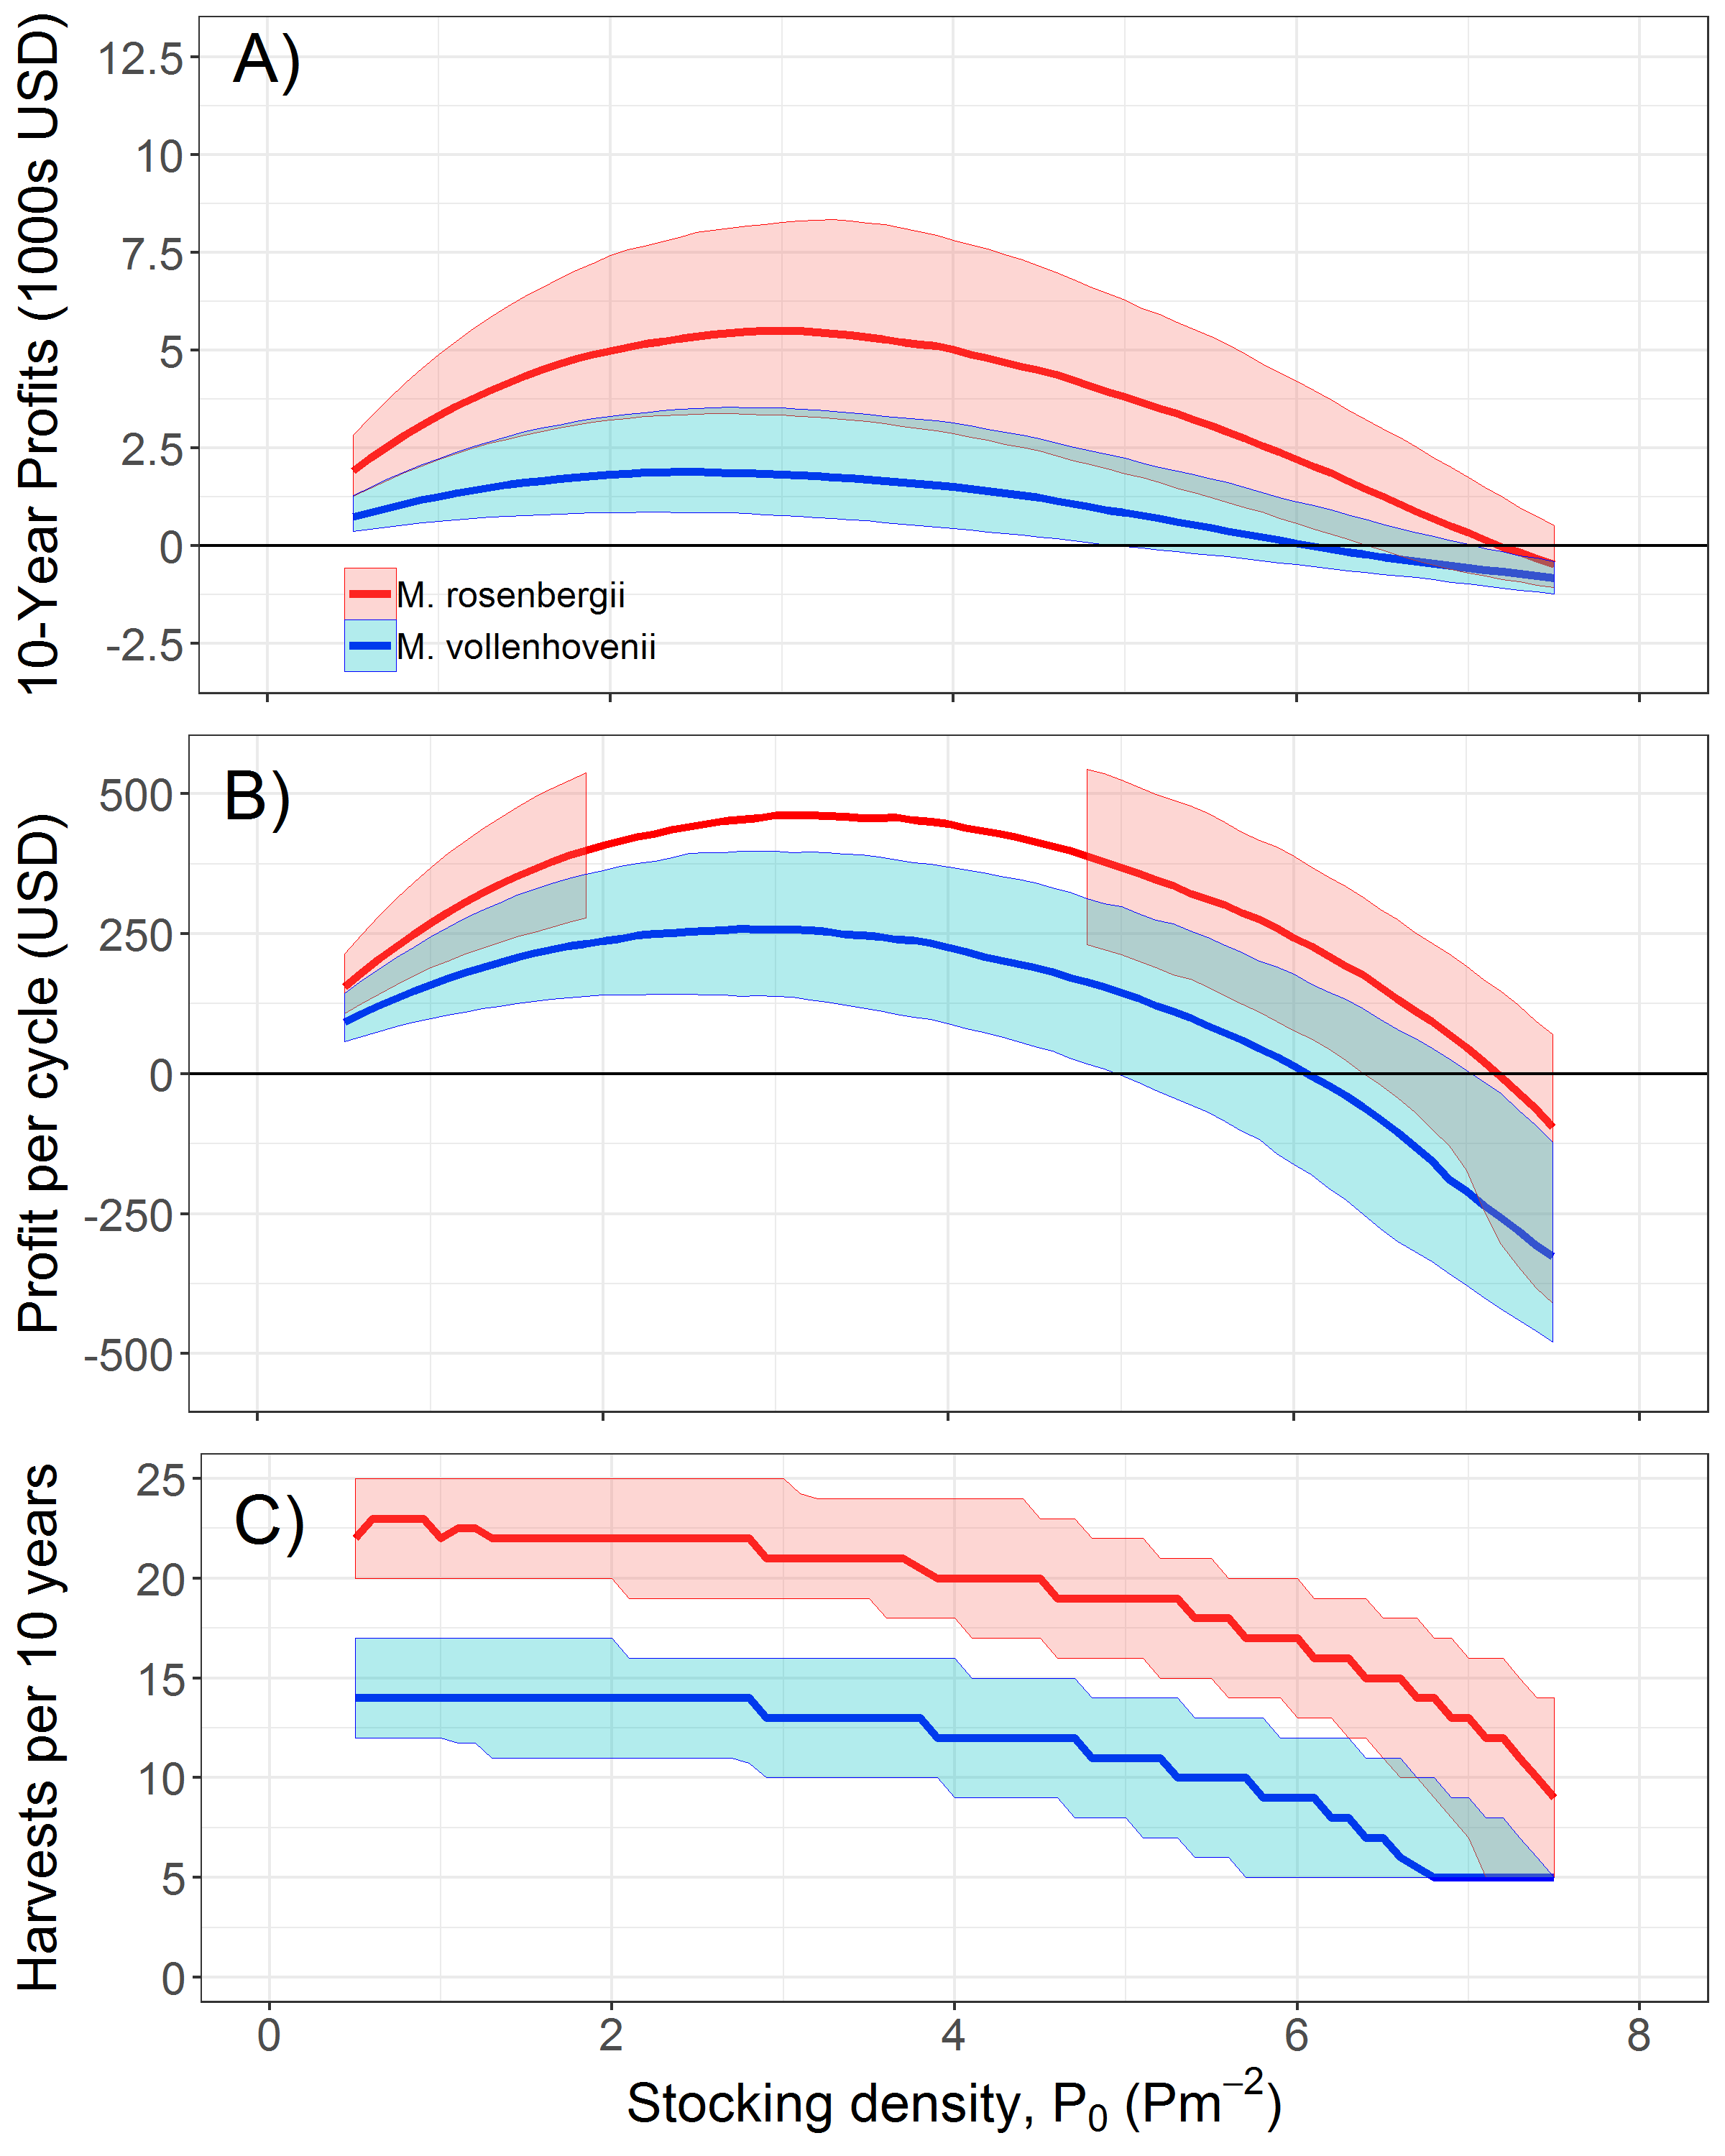 10-Year Profits (1000s USD)
A)
12.5
10
7.5
5
2.5
0
-2.5
M. rosenbergii
M. vollenhovenii
Profit per cycle (USD)
B)
500
250
0
-250
-500
Harvests per 10 years
C)
25
20
15
10
5
0
0 2 4 6 8
Stocking density, P₀ (Pm⁻²)